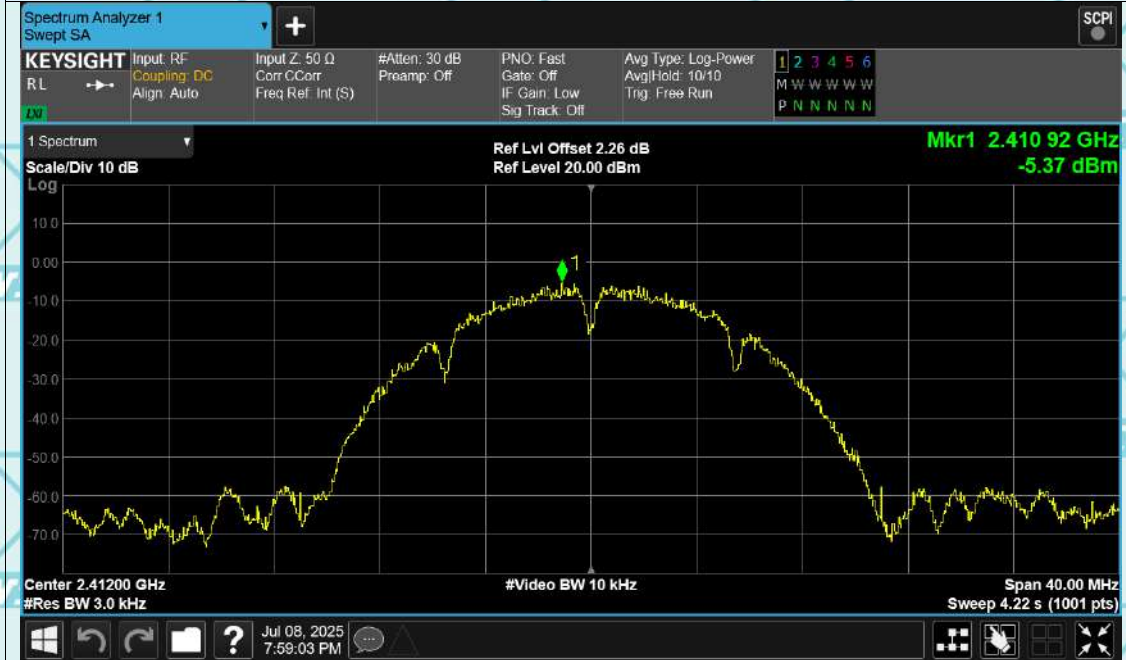 Spectrum Analyzer 1
Swept SA
+
SCPI
KEYSIGHT
RL
LXI
Input: RF
Coupling: DC
Align: Auto
Input Z: 50 Ω
Corr CCorr
Freq Ref: Int (S)
#Atten: 30 dB
Preamp: Off
PNO: Fast
Gate: Off
IF Gain: Low
Sig Track: Off
Avg Type: Log-Power
Avg|Hold: 10/10
Trig: Free Run
1 2 3 4 5 6
M W W W W W
P N N N N N
1 Spectrum
Scale/Div 10 dB
Ref Lvl Offset 2.26 dB
Ref Level 20.00 dBm
Mkr1 2.410 92 GHz
-5.37 dBm
Log
10.0
0.00
-10.0
-20.0
-30.0
-40.0
-50.0
-60.0
-70.0
1
Center 2.41200 GHz
#Res BW 3.0 kHz
#Video BW 10 kHz
Span 40.00 MHz
Sweep 4.22 s (1001 pts)
?
Jul 08, 2025
7:59:03 PM